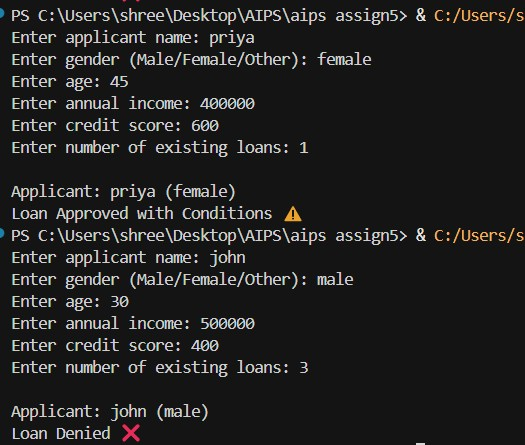 PS C:\Users\shree\Desktop\AIPS\aips assign5> & C:/Users/s
Enter applicant name: priya
Enter gender (Male/Female/Other): female
Enter age: 45
Enter annual income: 400000
Enter credit score: 600
Enter number of existing loans: 1
Applicant: priya (female)
Loan Approved with Conditions ⚠️
PS C:\Users\shree\Desktop\AIPS\aips assign5> & C:/Users/s
Enter applicant name: john
Enter gender (Male/Female/Other): male
Enter age: 30
Enter annual income: 500000
Enter credit score: 400
Enter number of existing loans: 3
Applicant: john (male)
Loan Denied ❌